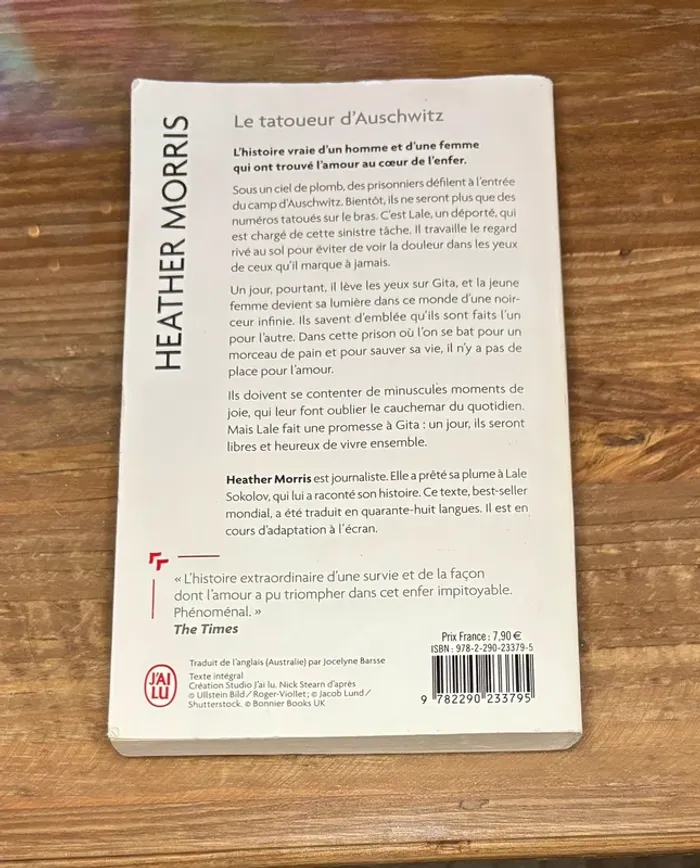 HEATHER MORRIS
Le tatoueur d'Auschwitz
L'histoire vraie d'un homme et d'une femme
qui ont trouvé l'amour au cœur de l'enfer.
Sous un ciel de plomb, des prisonniers défilent à l'entrée
du camp d'Auschwitz. Bientôt, ils ne seront plus que des
numéros tatoués sur le bras. C'est Lale, un déporté, qui
est chargé de cette sinistre tâche. Il travaille le regard
rivé au sol pour éviter de voir la douleur dans les yeux
de ceux qu'il marque à jamais.
Un jour, pourtant, il lève les yeux sur Gita, et la jeune
femme devient sa lumière dans ce monde d'une noir-
ceur infinie. Ils savent d'emblée qu'ils sont faits l'un
pour l'autre. Dans cette prison où l'on se bat pour un
morceau de pain et pour sauver sa vie, il n'y a pas de
place pour l'amour.
Ils doivent se contenter de minuscules moments de
joie, qui leur font oublier le cauchemar du quotidien.
Mais Lale fait une promesse à Gita : un jour, ils seront
libres et heureux de vivre ensemble.
Heather Morris est journaliste. Elle a prêté sa plume à Lale
Sokolov, qui lui a raconté son histoire. Ce texte, best-seller
mondial, a été traduit en quarante-huit langues. Il est en
cours d'adaptation à l'écran.
« L'histoire extraordinaire d'une survie et de la façon
dont l'amour a pu triompher dans cet enfer impitoyable.
Phénoménal. »
The Times
Prix France : 7,90 €
ISBN : 978-2-290-23379-5
J'AI
LU
Traduit de l'anglais (Australie) par Jocelyne Barsse
Texte intégral
Création Studio J'ai lu. Nick Stearn d'après
© Ullstein Bild / Roger-Viollet ; © Jacob Lund /
Shutterstock. © Bonnier Books UK
9 782290 233795